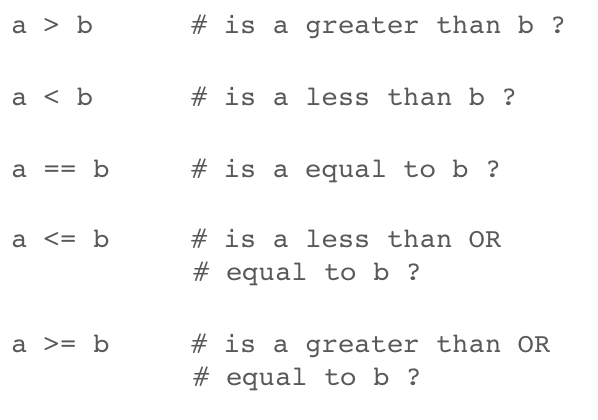 a > b      # is a greater than b ?
a < b      # is a less than b ?
a == b     # is a equal to b ?
a <= b     # is a less than OR
           # equal to b ?
a >= b     # is a greater than OR
           # equal to b ?